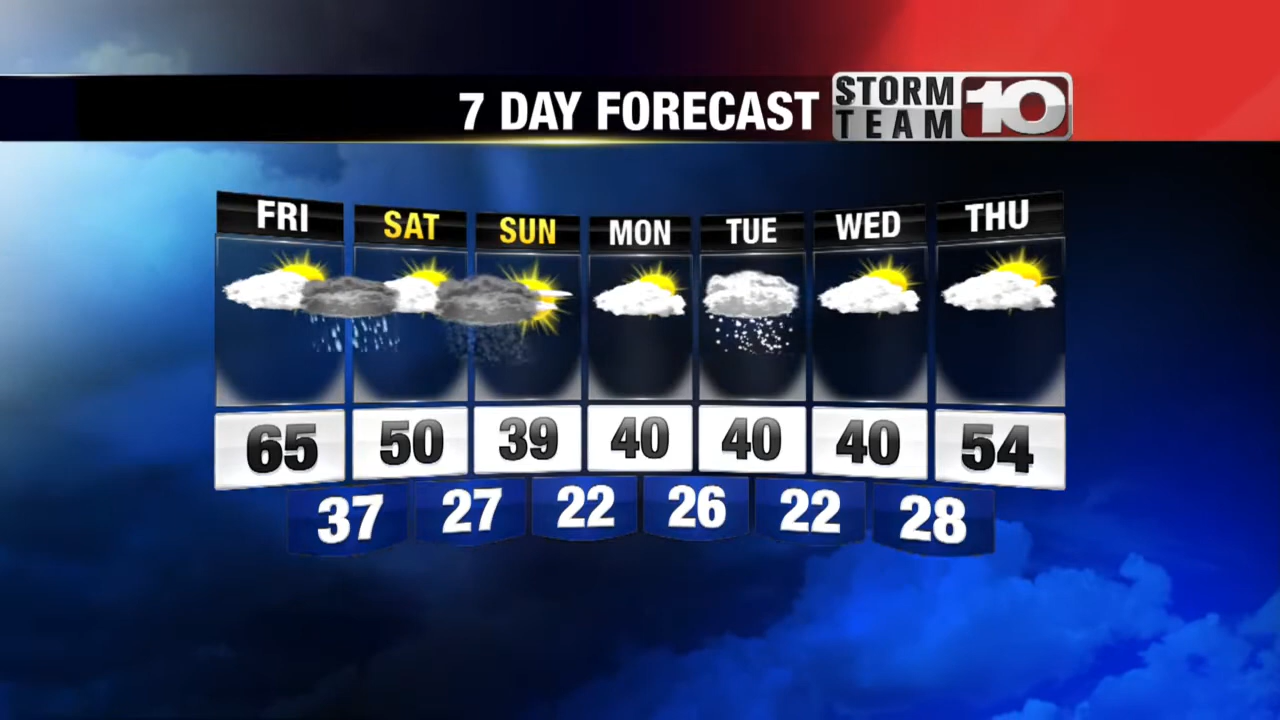 7 DAY FORECAST STORM TEAM 10
FRI SAT SUN MON TUE WED THU
65 50 39 40 40 40 54
37 27 22 26 22 28